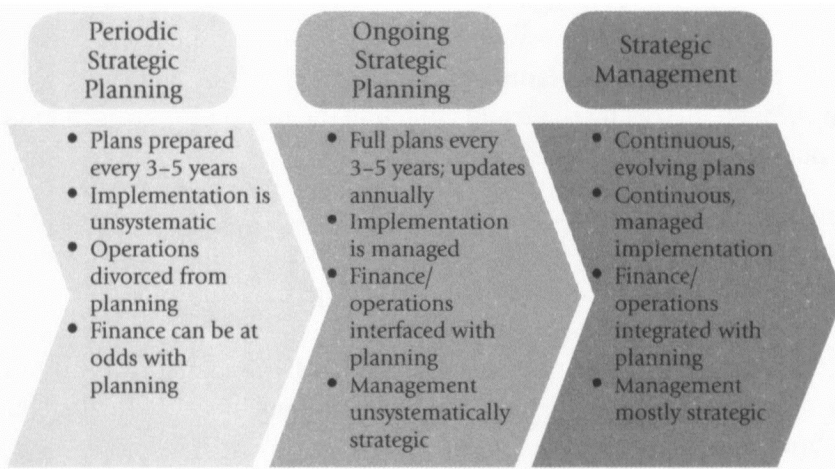 Periodic
Strategic
Planning
• Plans prepared
every 3–5 years
• Implementation is
unsystematic
• Operations
divorced from
planning
• Finance can be at
odds with
planning
Ongoing
Strategic
Planning
• Full plans every
3–5 years; updates
annually
• Implementation
is managed
• Finance/
operations
interfaced with
planning
• Management
unsystematically
strategic
Strategic
Management
• Continuous,
evolving plans
• Continuous,
managed
implementation
• Finance/
operations
integrated with
planning
• Management
mostly strategic